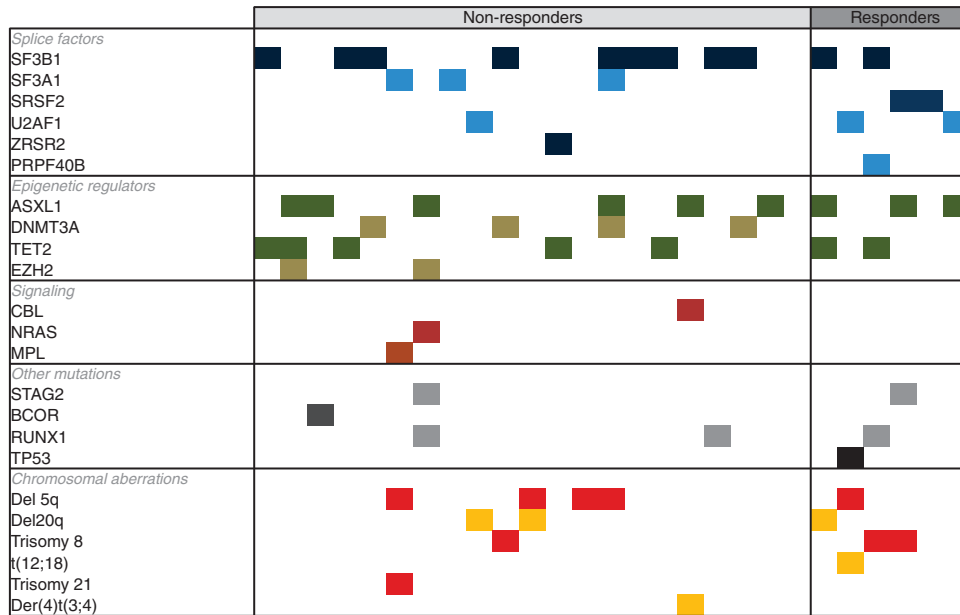 Non-responders Responders
Splice factors
SF3B1
SF3A1
SRSF2
U2AF1
ZRSR2
PRPF40B
Epigenetic regulators
ASXL1
DNMT3A
TET2
EZH2
Signaling
CBL
NRAS
MPL
Other mutations
STAG2
BCOR
RUNX1
TP53
Chromosomal aberrations
Del 5q
Del20q
Trisomy 8
t(12;18)
Trisomy 21
Der(4)t(3;4)